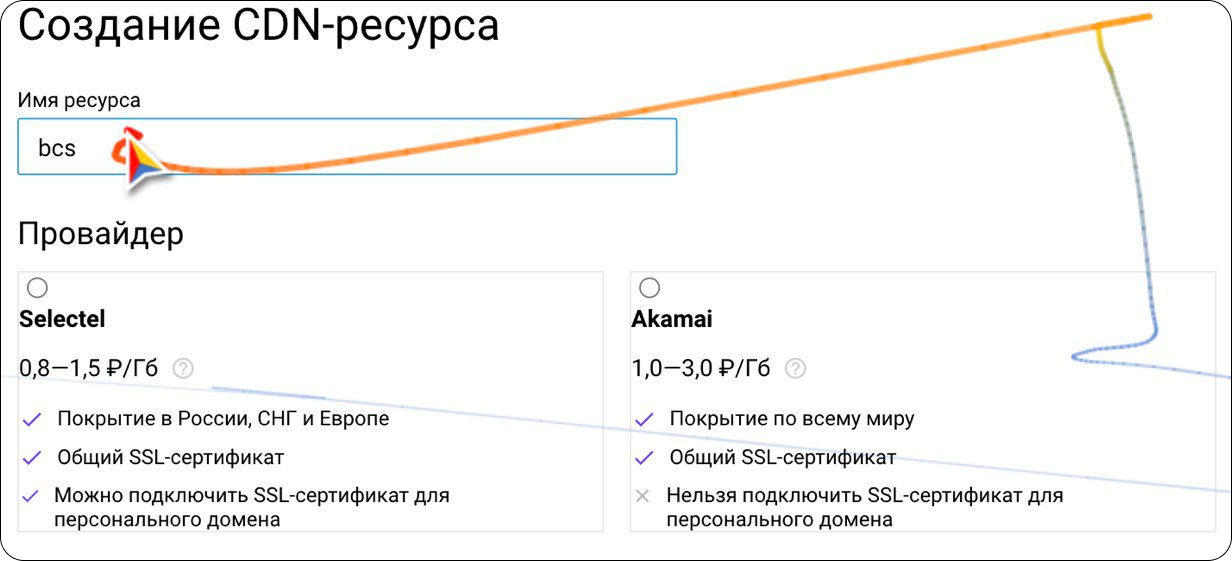 Создание CDN-ресурса
Имя ресурса
bcs
Провайдер
Selectel
0,8—1,5 ₽/Гб ?
Покрытие в России, СНГ и Европе
Общий SSL-сертификат
Можно подключить SSL-сертификат для
персонального домена
Akamai
1,0—3,0 ₽/Гб ?
Покрытие по всему миру
Общий SSL-сертификат
Нельзя подключить SSL-сертификат для
персонального домена